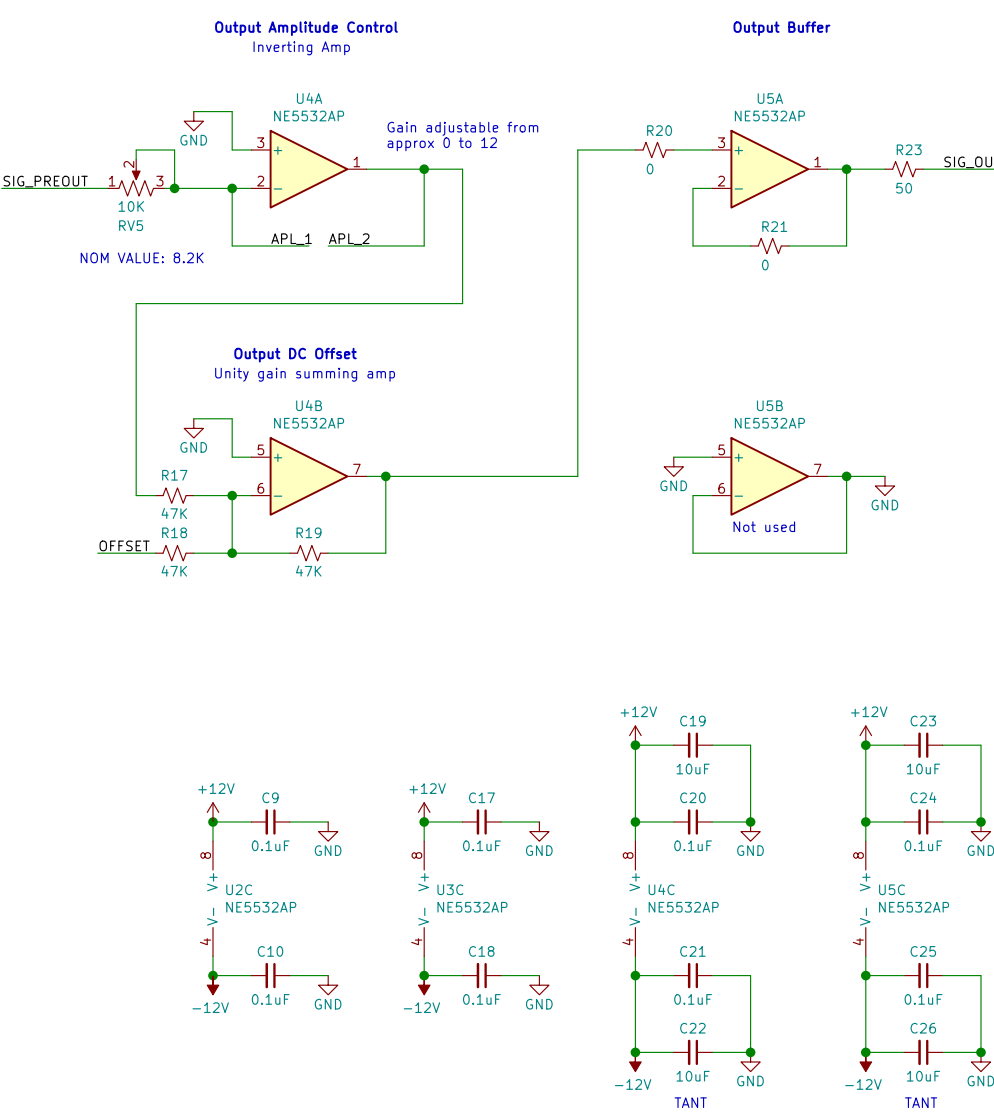 Output Amplitude Control
Inverting Amp
Output Buffer
U4A
NE5532AP
Gain adjustable from
approx 0 to 12
GND
3
+
1
2
−
SIG_PREOUT
1
2
3
10K
RV5
NOM VALUE: 8.2K
APL_1
APL_2
U5A
NE5532AP
R20
0
3
+
1
2
−
R23
50
SIG_OU
R21
0
Output DC Offset
Unity gain summing amp
U4B
NE5532AP
GND
5
+
7
6
−
R17
47K
OFFSET
R18
47K
R19
47K
U5B
NE5532AP
GND
5
+
7
6
−
GND
Not used
+12V
C9
0.1uF
GND
8
V+
U2C
NE5532AP
V−
4
C10
0.1uF
GND
−12V
+12V
C17
0.1uF
GND
8
V+
U3C
NE5532AP
V−
4
C18
0.1uF
GND
−12V
+12V
C19
10uF
C20
0.1uF
GND
8
V+
U4C
NE5532AP
V−
4
C21
0.1uF
C22
10uF
GND
−12V
TANT
+12V
C23
10uF
C24
0.1uF
GND
8
V+
U5C
NE5532AP
V−
4
C25
0.1uF
C26
10uF
GND
−12V
TANT